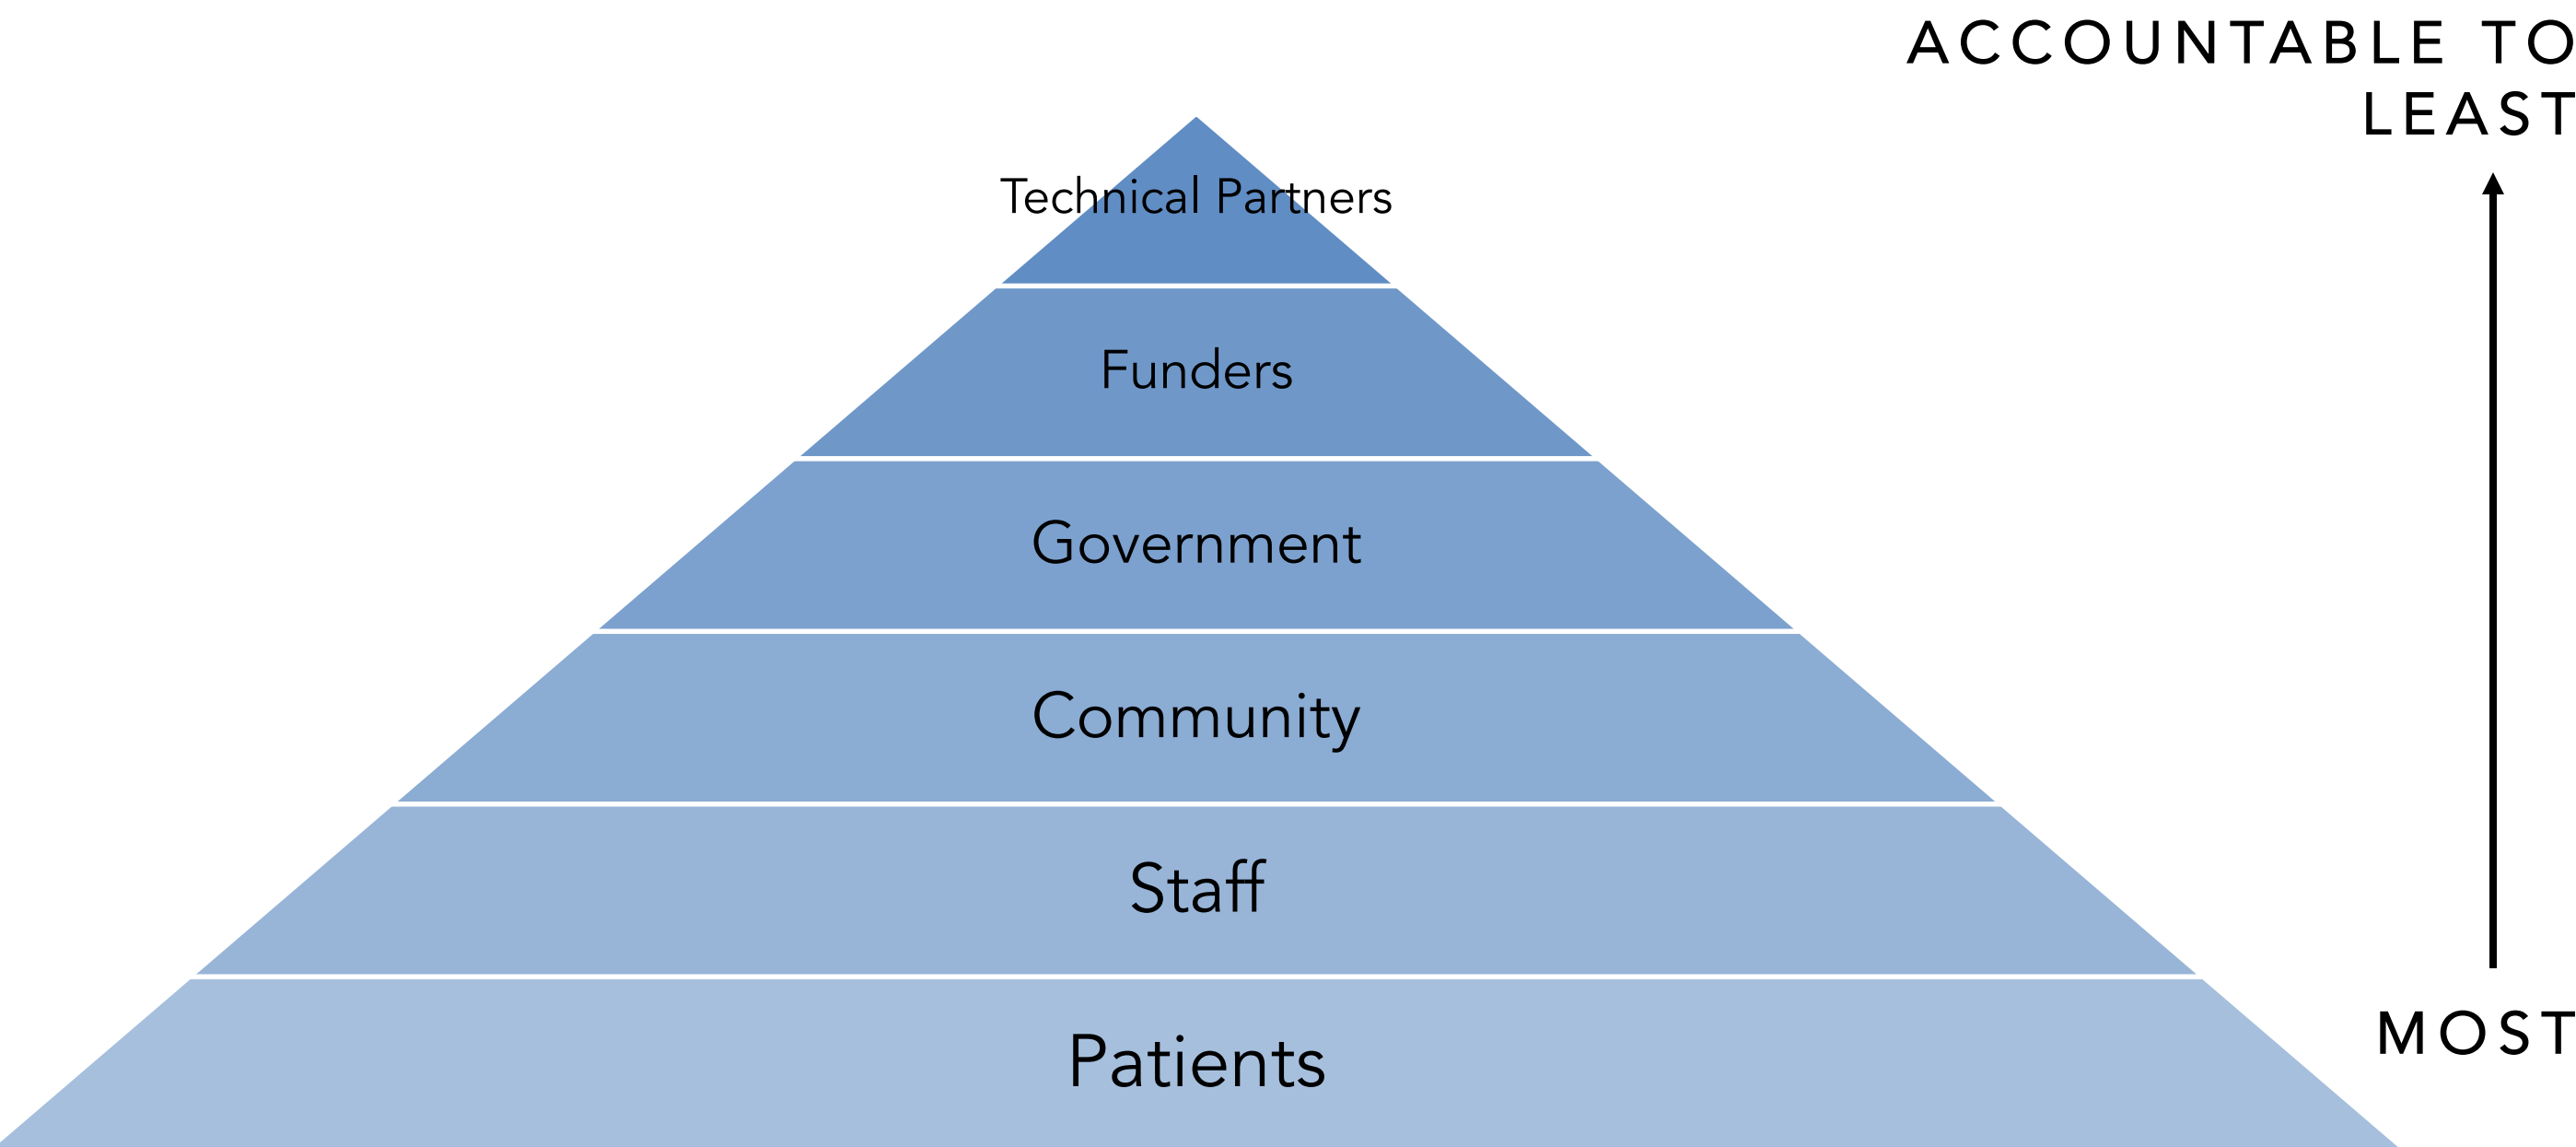 ACCOUNTABLE TO
LEAST
Technical Partners
Funders
Government
Community
Staff
Patients
MOST